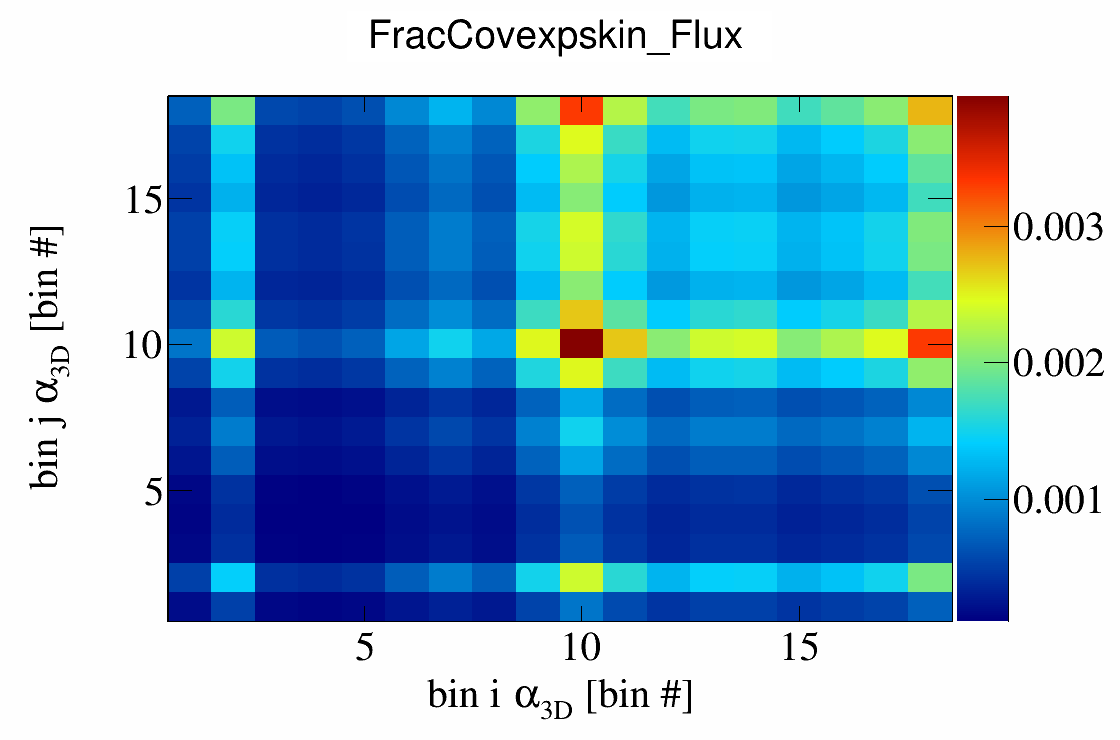 FracCovexpskin_Flux
bin j α3D [bin #]
15
10
5
0.003
0.002
0.001
5 10 15
bin i α3D [bin #]